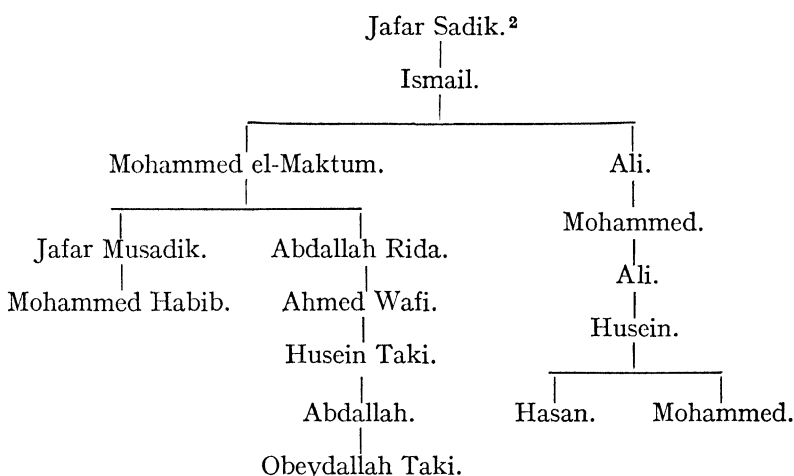 Jafar Sadik.²
Ismail.
Mohammed el-Maktum. Ali.
Mohammed.
Jafar Musadik. Abdallah Rida.
Ali.
Mohammed Habib. Ahmed Wafi.
Husein.
Husein Taki.
Abdallah. Hasan. Mohammed.
Obeydallah Taki.